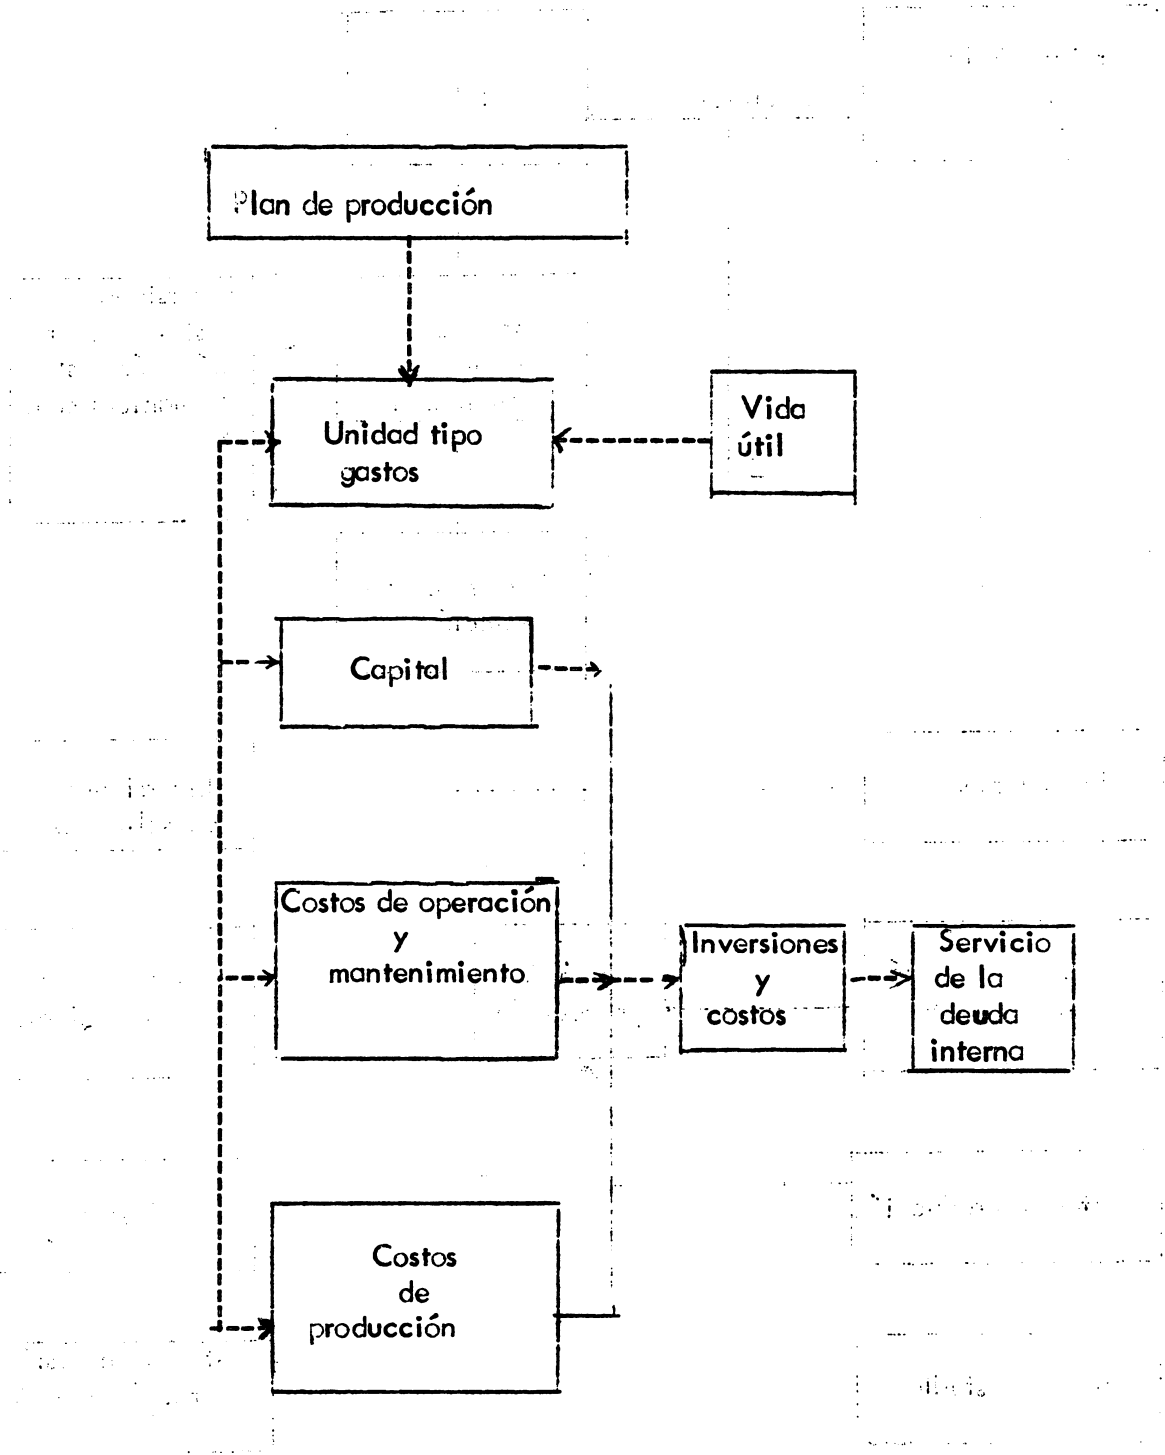 Plan de producción
Unidad tipo
gastos
Vida
útil
Capital
Costos de operación
y
mantenimiento
Inversiones
y
costos
Servicio
de la
deuda
interna
Costos
de
producción